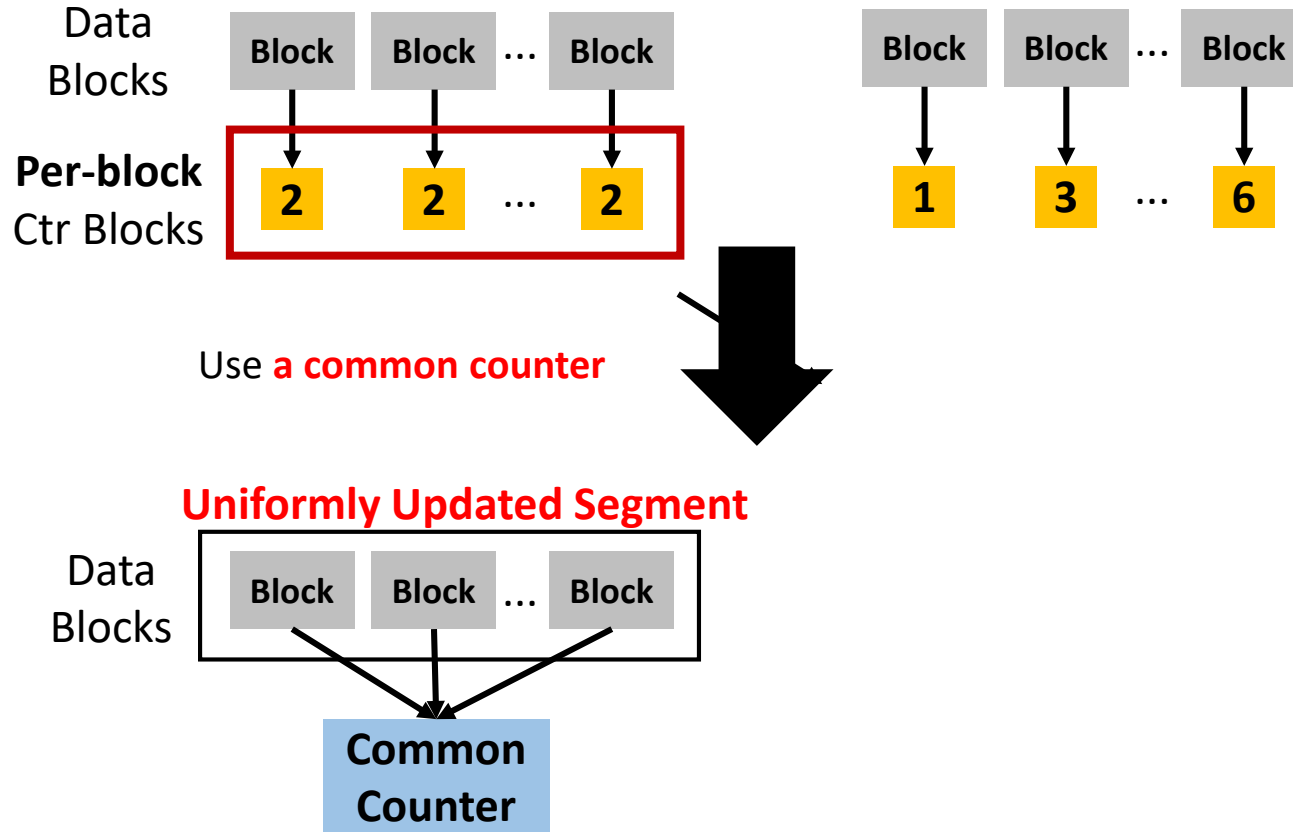 Data
Blocks
Block Block ... Block
Block Block ... Block
Per-block
Ctr Blocks
2 2 ... 2
1 3 ... 6
Use a common counter
Uniformly Updated Segment
Data
Blocks
Block Block ... Block
Common
Counter